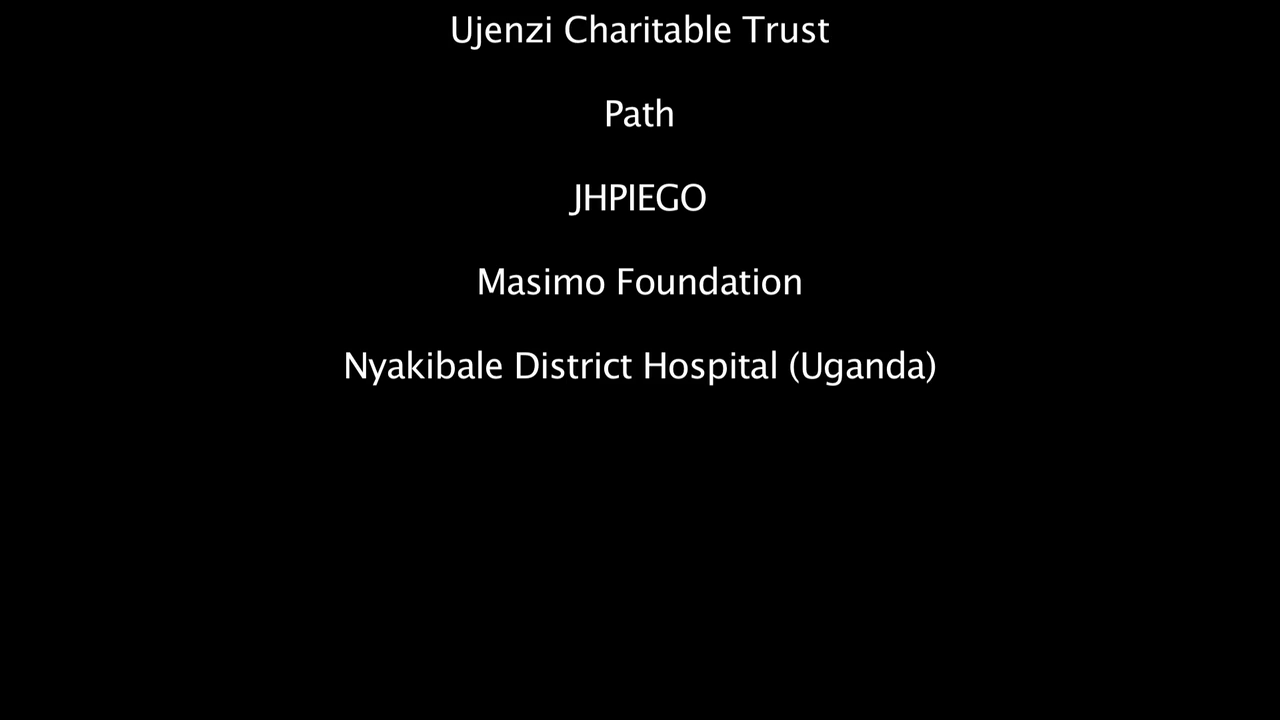 Ujenzi Charitable Trust
Path
JHPIEGO
Masimo Foundation
Nyakibale District Hospital (Uganda)